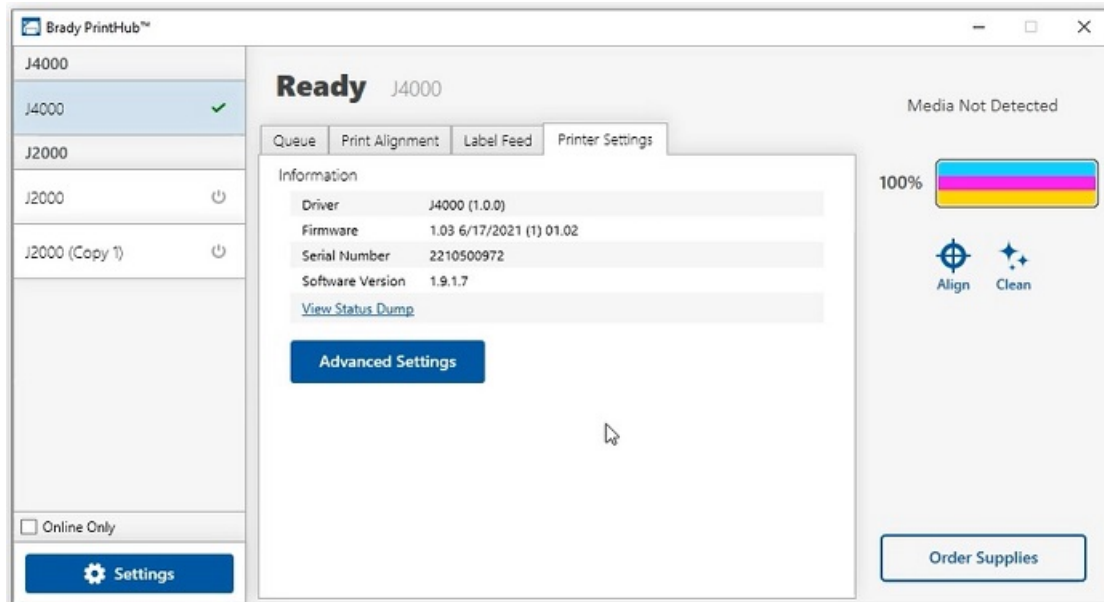 Brady PrintHub™
J4000
J4000
J2000
J2000
J2000 (Copy 1)
Online Only
Settings
Ready J4000
Queue Print Alignment Label Feed Printer Settings
Information
Driver J4000 (1.0.0)
Firmware 1.03 6/17/2021 (1) 01.02
Serial Number 2210500972
Software Version 1.9.1.7
View Status Dump
Advanced Settings
Media Not Detected
100%
Align Clean
Order Supplies